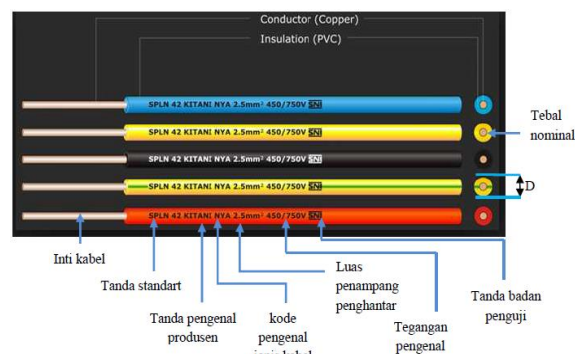 Conductor (Copper)
Insulation (PVC)
SPLN 42 KITANI NYA 2.5mm² 450/750V SNI
SPLN 42 KITANI NYA 2.5mm² 450/750V SNI
SPLN 42 KITANI NYA 2.5mm² 450/750V SNI
SPLN 42 KITANI NYA 2.5mm² 450/750V SNI
SPLN 42 KITANI NYA 2.5mm² 450/750V SNI
Tebal
nominal
D
Inti kabel
Tanda standart
Tanda pengenal
produsen
kode
pengenal
jenis kabel
Luas
penampang
penghantar
Tegangan
pengenal
Tanda badan
penguji